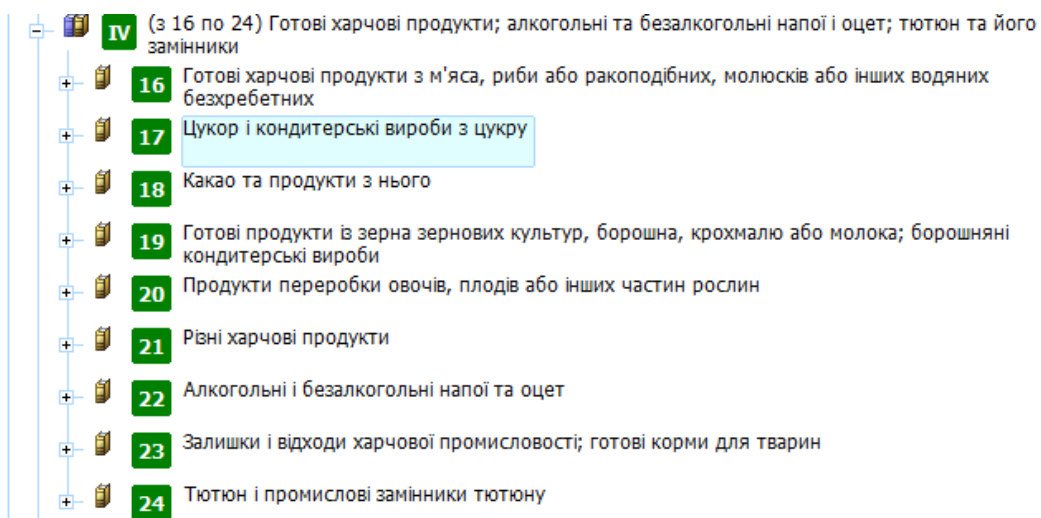 IV (з 16 по 24) Готові харчові продукти; алкогольні та безалкогольні напої і оцет; тютюн та його
замінники
16 Готові харчові продукти з м'яса, риби або ракоподібних, молюсків або інших водяних
безхребетних
17 Цукор і кондитерські вироби з цукру
18 Какао та продукти з нього
19 Готові продукти із зерна зернових культур, борошна, крохмалю або молока; борошняні
кондитерські вироби
20 Продукти переробки овочів, плодів або інших частин рослин
21 Різні харчові продукти
22 Алкогольні і безалкогольні напої та оцет
23 Залишки і відходи харчової промисловості; готові корми для тварин
24 Тютюн і промислові замінники тютюну